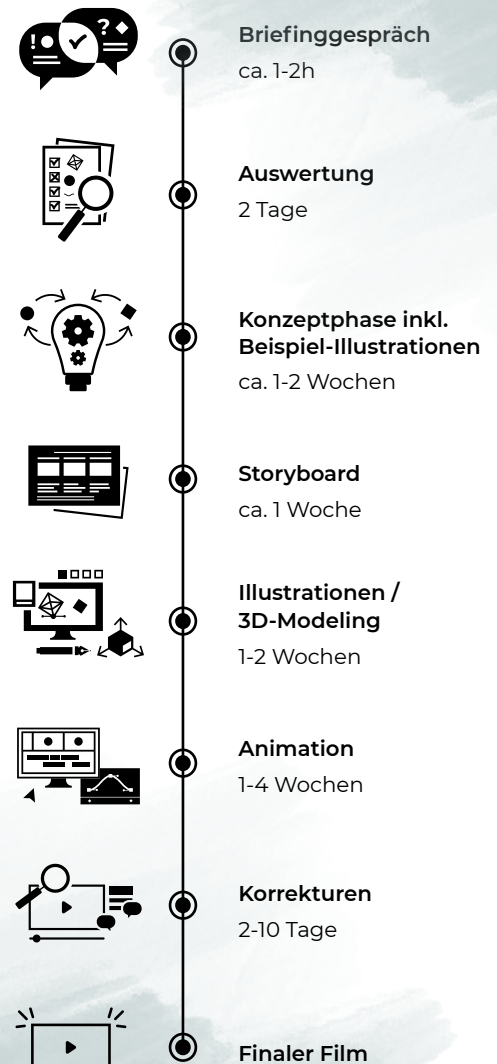 Briefinggespräch
ca. 1-2h
Auswertung
2 Tage
Konzeptphase inkl.
Beispiel-Illustrationen
ca. 1-2 Wochen
Storyboard
ca. 1 Woche
Illustrationen /
3D-Modeling
1-2 Wochen
Animation
1-4 Wochen
Korrekturen
2-10 Tage
Finaler Film